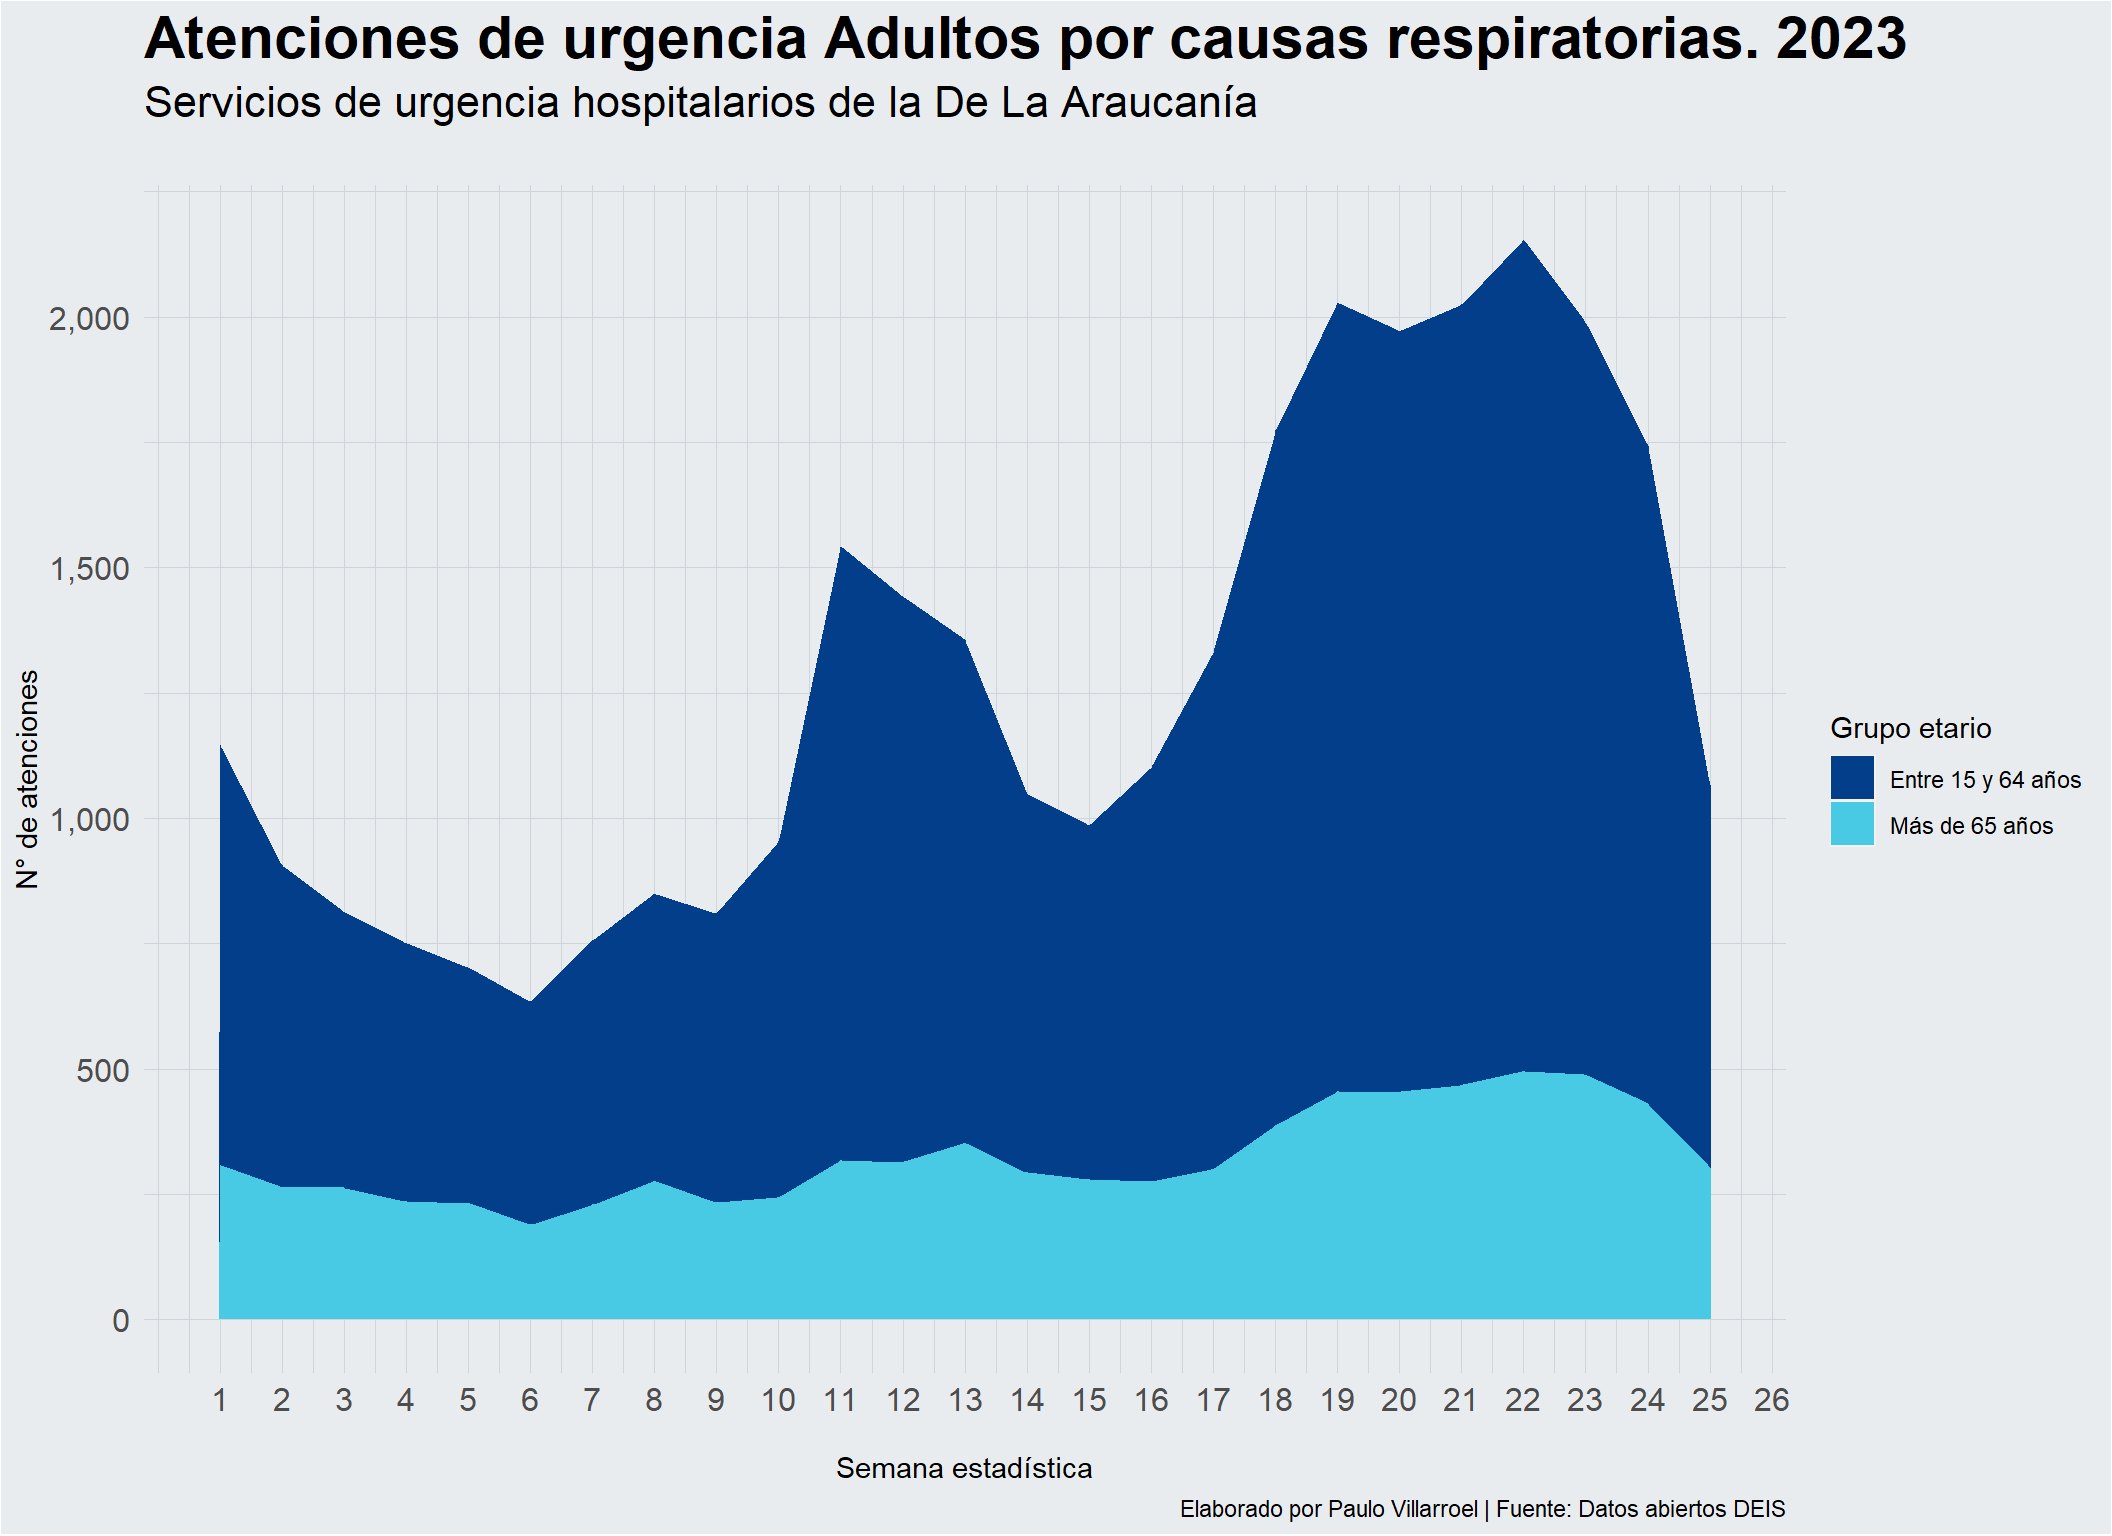 Atenciones de urgencia Adultos por causas respiratorias. 2023
Servicios de urgencia hospitalarios de la De La Araucanía
N° de atenciones
2,000
1,500
1,000
500
0
1 2 3 4 5 6 7 8 9 10 11 12 13 14 15 16 17 18 19 20 21 22 23 24 25 26
Semana estadística
Grupo etario
Entre 15 y 64 años
Más de 65 años
Elaborado por Paulo Villarroel | Fuente: Datos abiertos DEIS